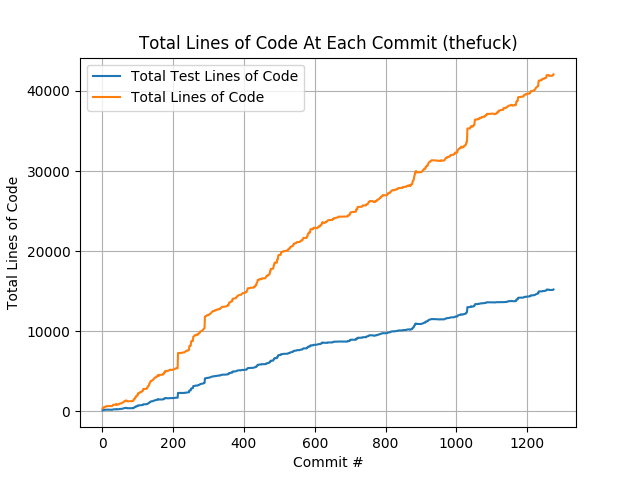 Total Lines of Code At Each Commit (thefuck)
Total Test Lines of Code
Total Lines of Code
Total Lines of Code
40000
30000
20000
10000
0
0 200 400 600 800 1000 1200
Commit #